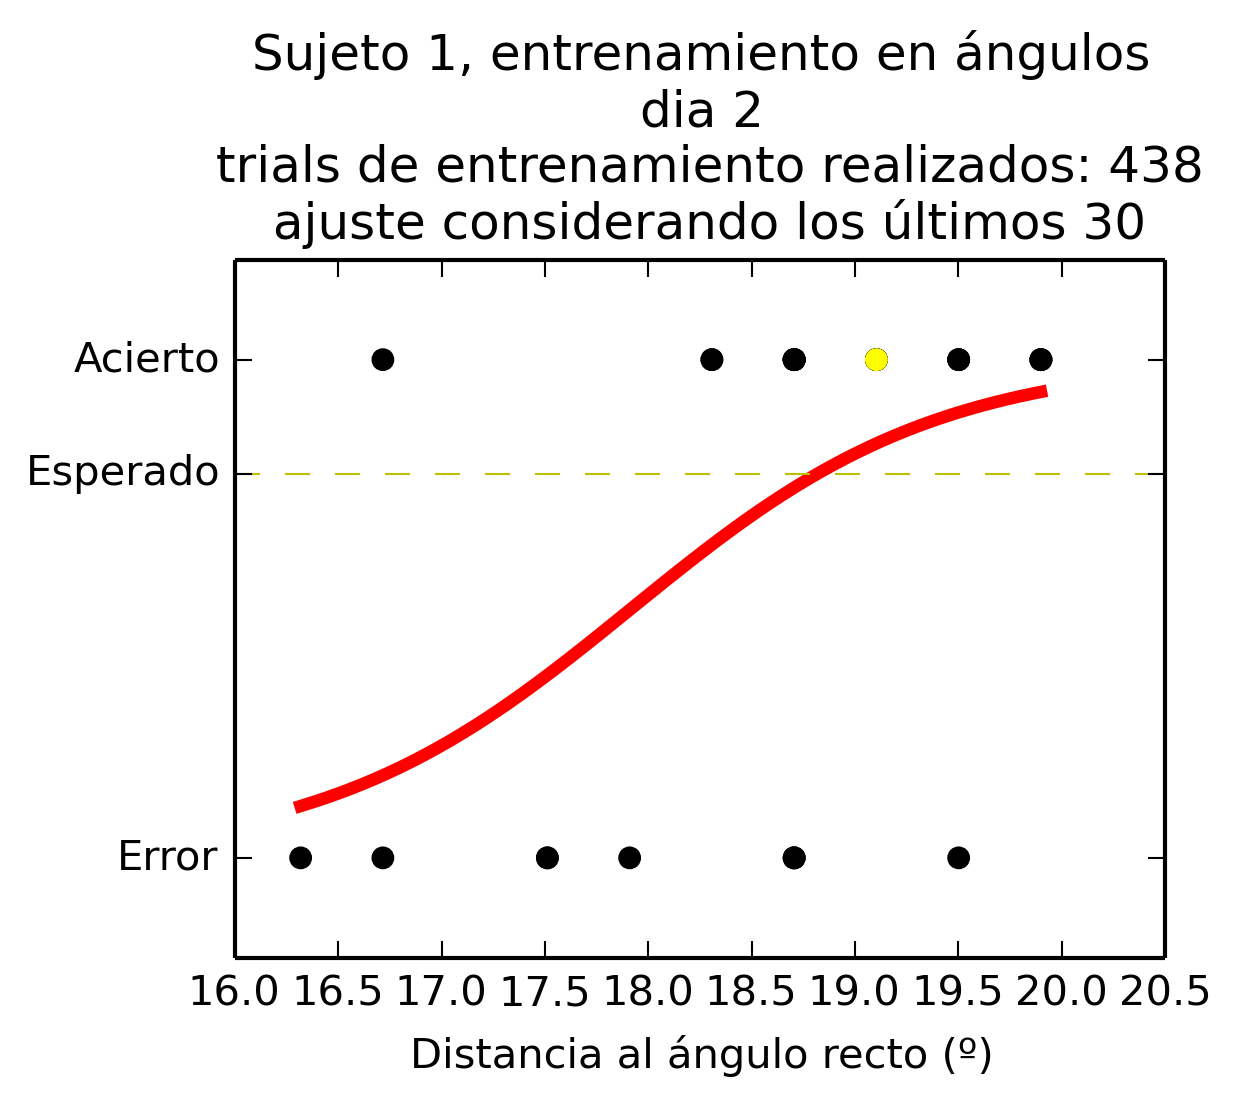 Sujeto 1, entrenamiento en ángulos
dia 2
trials de entrenamiento realizados: 438
ajuste considerando los últimos 30
Acierto
Esperado
Error
16.0 16.5 17.0 17.5 18.0 18.5 19.0 19.5 20.0 20.5
Distancia al ángulo recto (º)